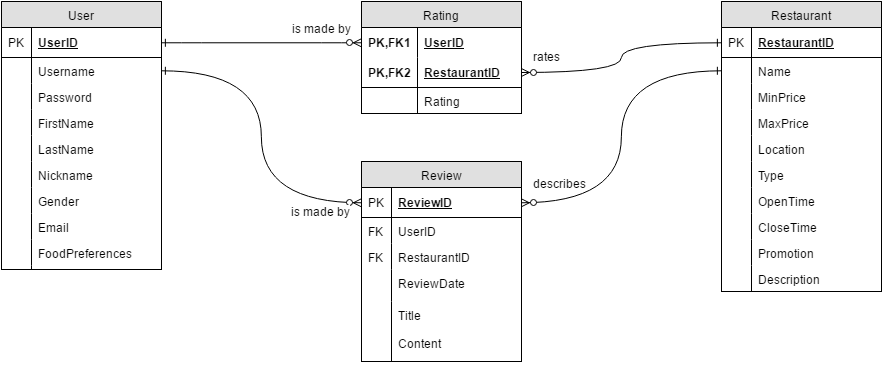 User
PK UserID
Username
Password
FirstName
LastName
Nickname
Gender
Email
FoodPreferences
is made by
is made by
Rating
PK,FK1 UserID
PK,FK2 RestaurantID
Rating
Review
PK ReviewID
FK UserID
FK RestaurantID
ReviewDate
Title
Content
rates
describes
Restaurant
PK RestaurantID
Name
MinPrice
MaxPrice
Location
Type
OpenTime
CloseTime
Promotion
Description